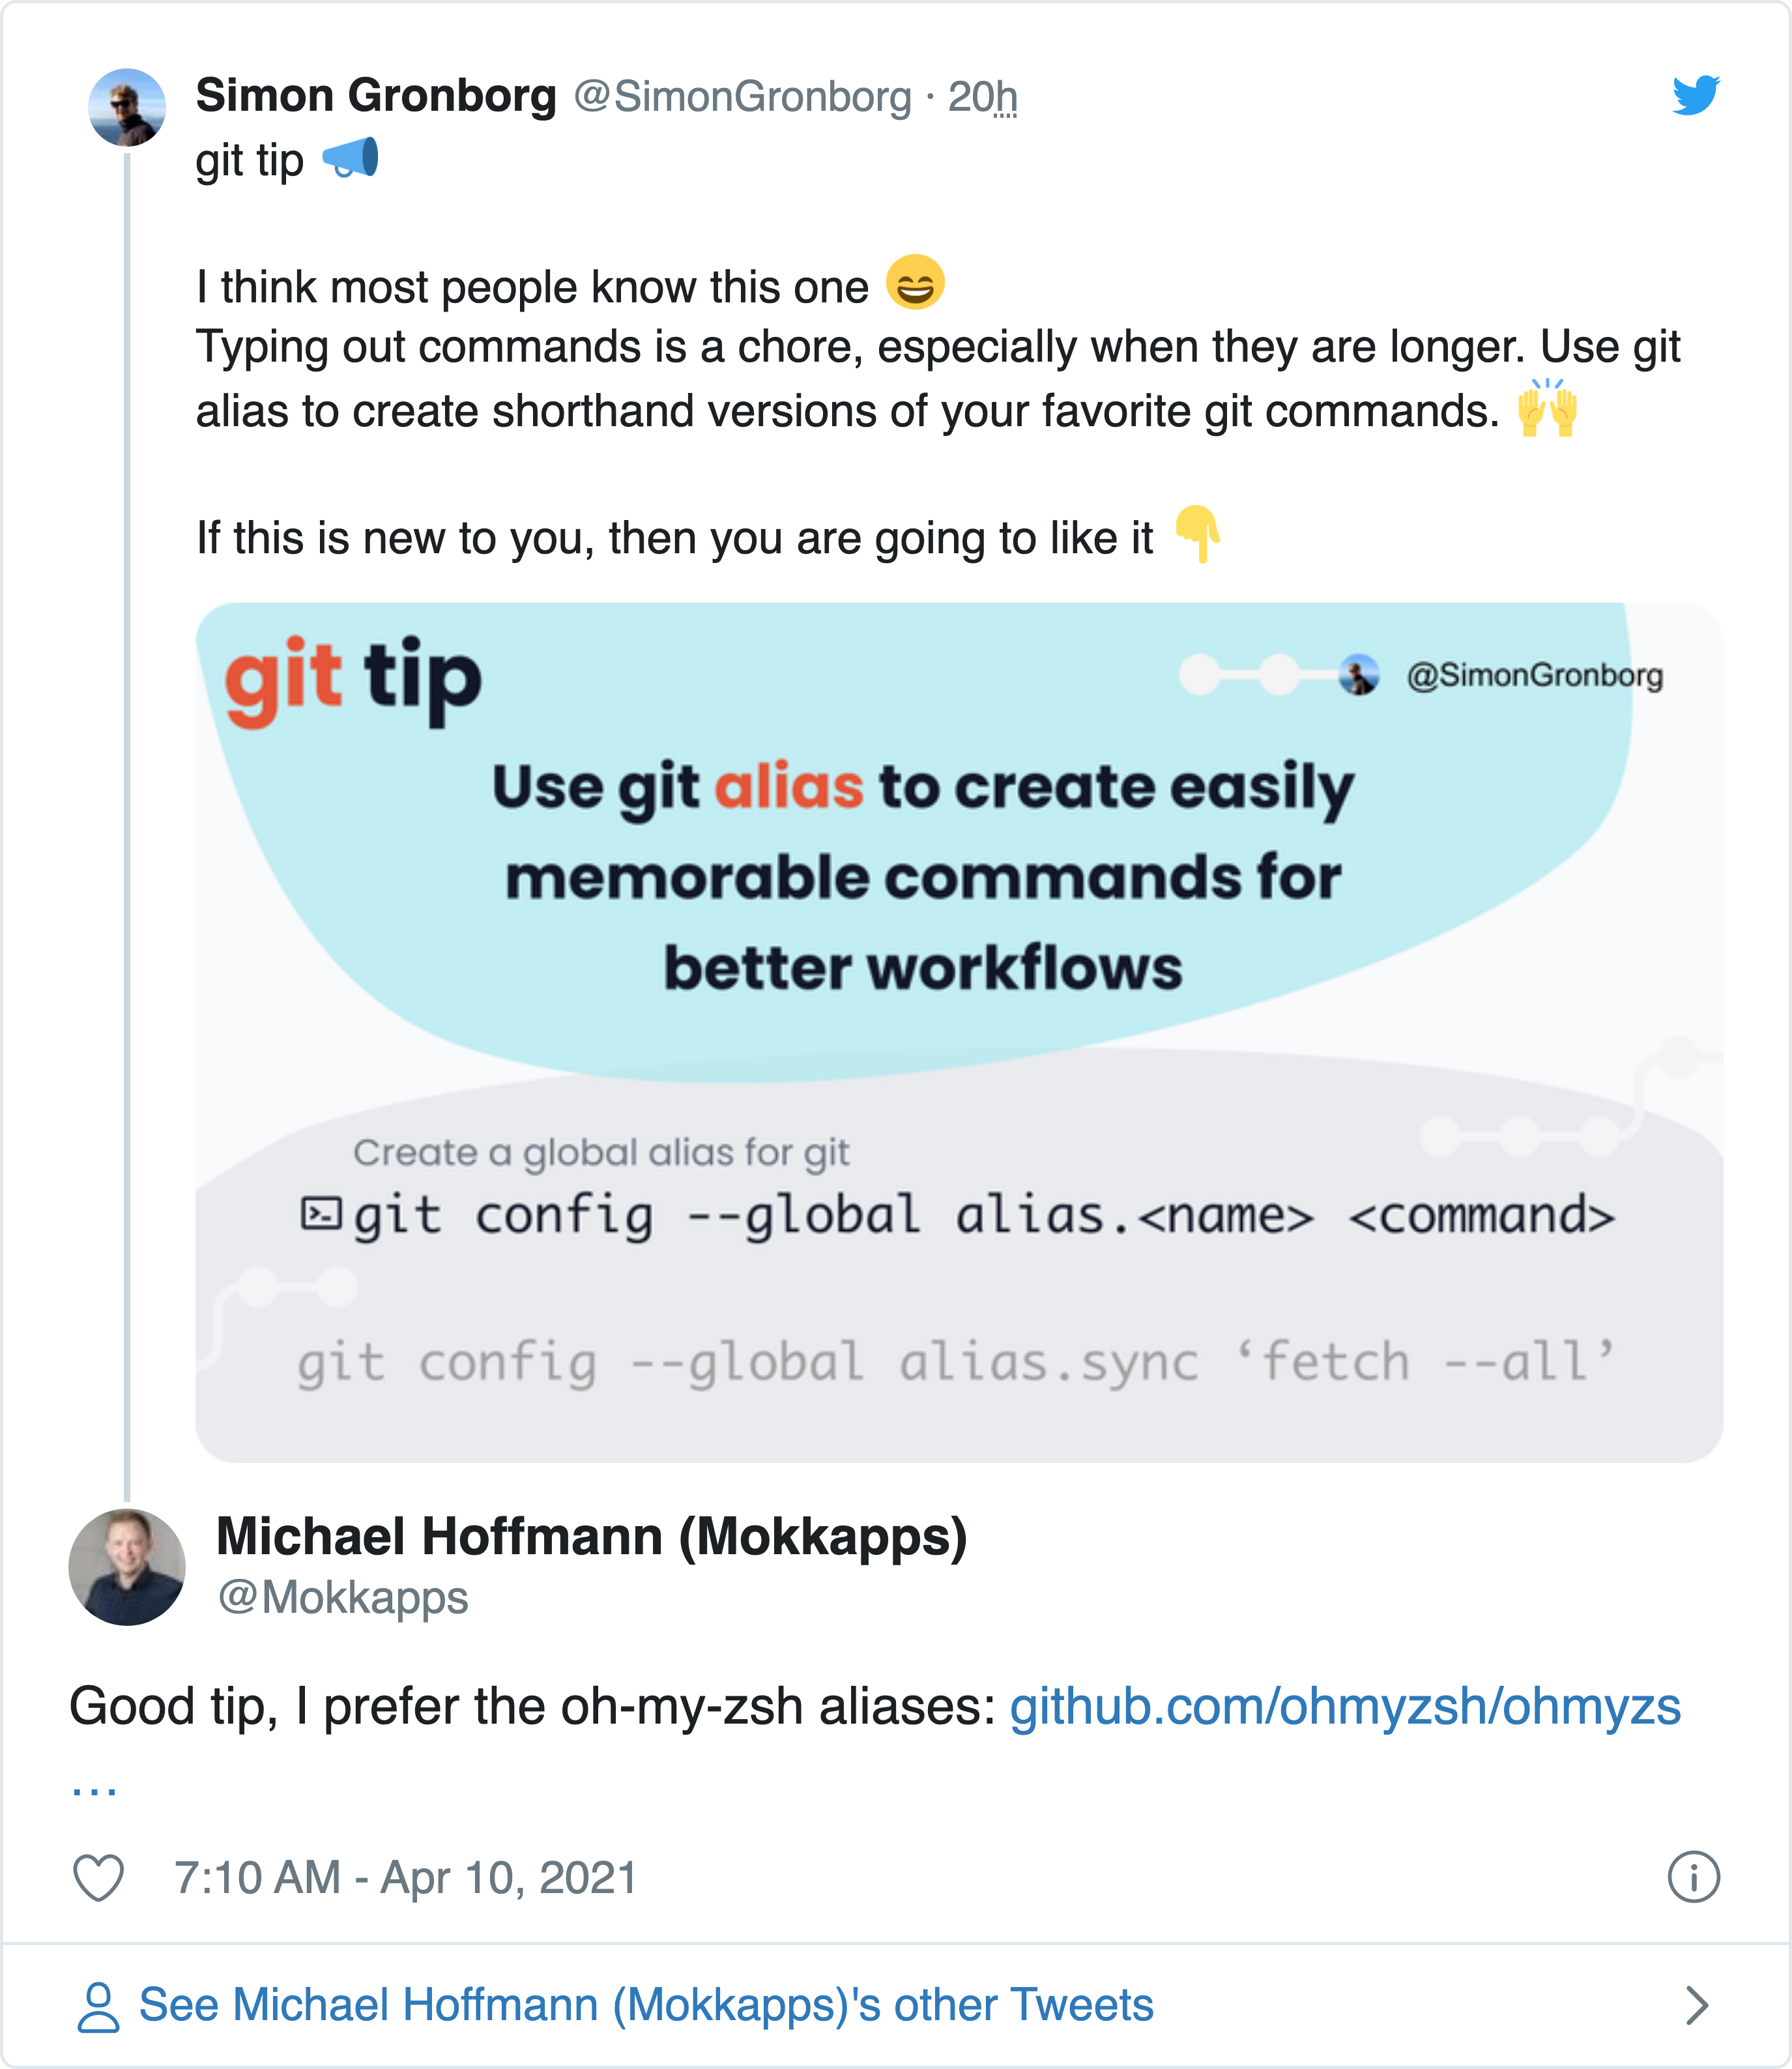 Simon Gronborg @SimonGronborg · 20h
git tip 📣
I think most people know this one 😄
Typing out commands is a chore, especially when they are longer. Use git
alias to create shorthand versions of your favorite git commands. 🙌
If this is new to you, then you are going to like it 👇
git tip
@SimonGronborg
Use git alias to create easily
memorable commands for
better workflows
Create a global alias for git
git config --global alias.<name> <command>
git config --global alias.sync ‘fetch --all’
Michael Hoffmann (Mokkapps)
@Mokkapps
Good tip, I prefer the oh-my-zsh aliases: github.com/ohmyzsh/ohmyzs
…
7:10 AM - Apr 10, 2021
See Michael Hoffmann (Mokkapps)'s other Tweets